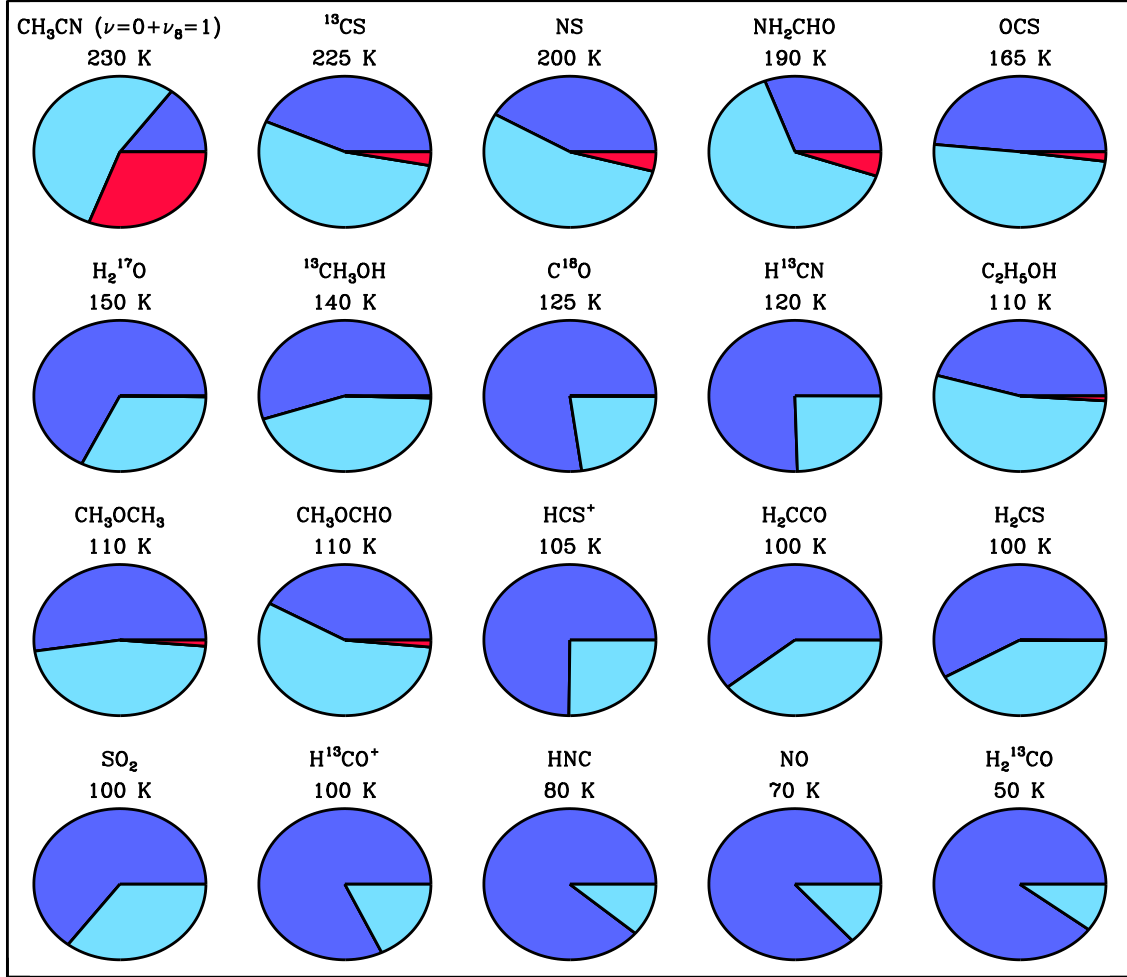 CH₃CN (ν=0+ν₈=1)
230 K
¹³CS
225 K
NS
200 K
NH₂CHO
190 K
OCS
165 K
H₂¹⁷O
150 K
¹³CH₃OH
140 K
C¹⁸O
125 K
H¹³CN
120 K
C₂H₅OH
110 K
CH₃OCH₃
110 K
CH₃OCHO
110 K
HCS⁺
105 K
H₂CCO
100 K
H₂CS
100 K
SO₂
100 K
H¹³CO⁺
100 K
HNC
80 K
NO
70 K
H₂¹³CO
50 K